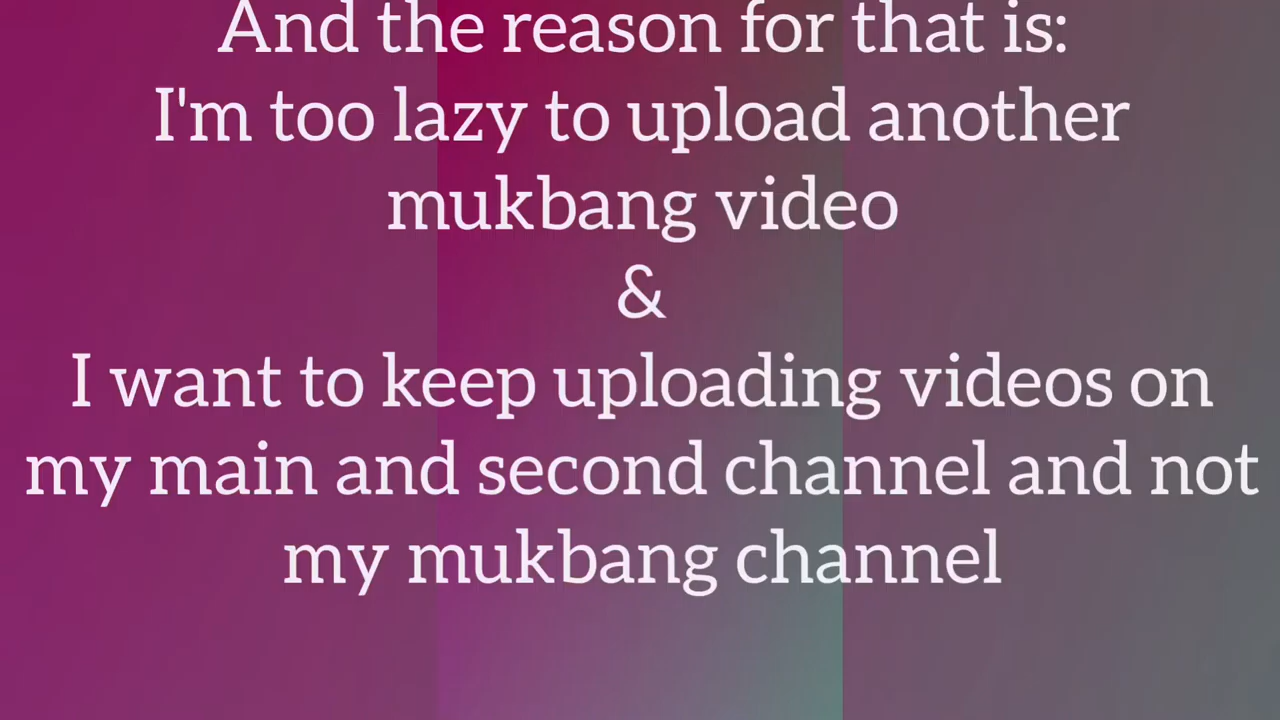 And the reason for that is:
I'm too lazy to upload another
mukbang video
&
I want to keep uploading videos on
my main and second channel and not
my mukbang channel